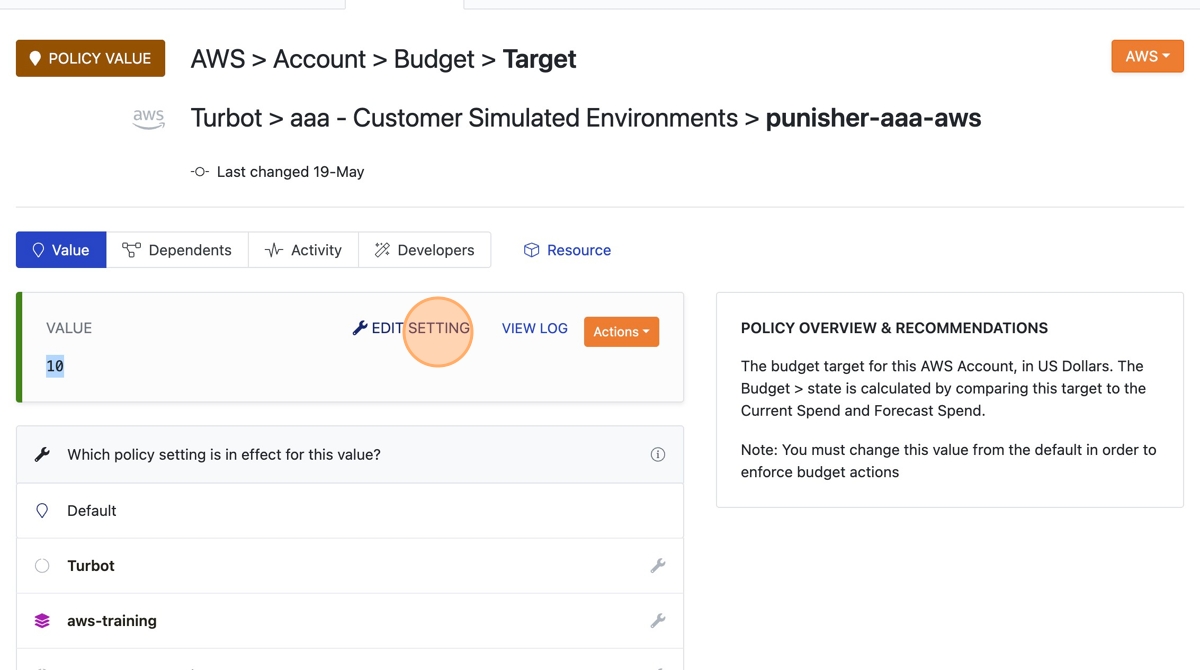 POLICY VALUE
AWS > Account > Budget > Target
AWS
aws
Turbot > aaa - Customer Simulated Environments > punisher-aaa-aws
Last changed 19-May
Value
Dependents
Activity
Developers
Resource
VALUE
EDIT SETTING
VIEW LOG
Actions
10
POLICY OVERVIEW & RECOMMENDATIONS
The budget target for this AWS Account, in US Dollars. The
Budget > state is calculated by comparing this target to the
Current Spend and Forecast Spend.
Note: You must change this value from the default in order to
enforce budget actions
Which policy setting is in effect for this value?
Default
Turbot
aws-training